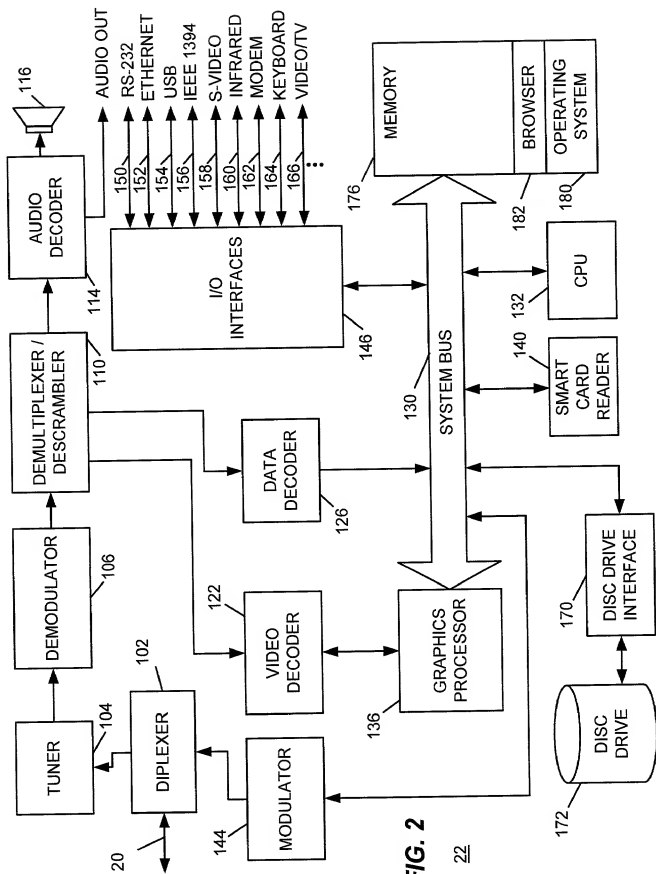 116
AUDIO OUT
RS-232
ETHERNET
USB
IEEE 1394
S-VIDEO
INFRARED
MODEM
KEYBOARD
VIDEO/TV
150
152
154
156
158
160
162
164
166
AUDIO
DECODER
114
I/O
INTERFACES
146
DEMULTIPLEXER /
DESCRAMBLER
110
DEMODULATOR
106
TUNER
104
DIPLEXER
102
20
MODULATOR
144
VIDEO
DECODER
122
DATA
DECODER
126
GRAPHICS
PROCESSOR
136
SYSTEM BUS
130
MEMORY
176
BROWSER
182
OPERATING
SYSTEM
180
CPU
132
SMART
CARD
READER
140
DISC DRIVE
INTERFACE
170
DISC
DRIVE
172
FIG. 2
22